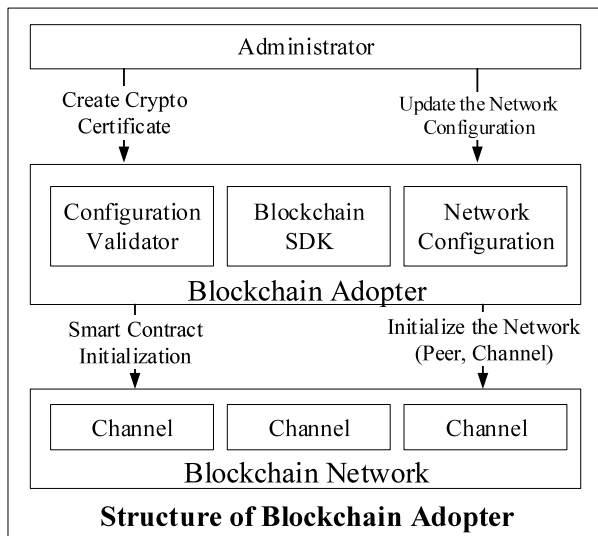 Administrator
Create Crypto
Certificate
Update the Network
Configuration
Configuration
Validator
Blockchain
SDK
Network
Configuration
Blockchain Adopter
Smart Contract
Initialization
Initialize the Network
(Peer, Channel)
Channel
Channel
Channel
Blockchain Network
Structure of Blockchain Adopter